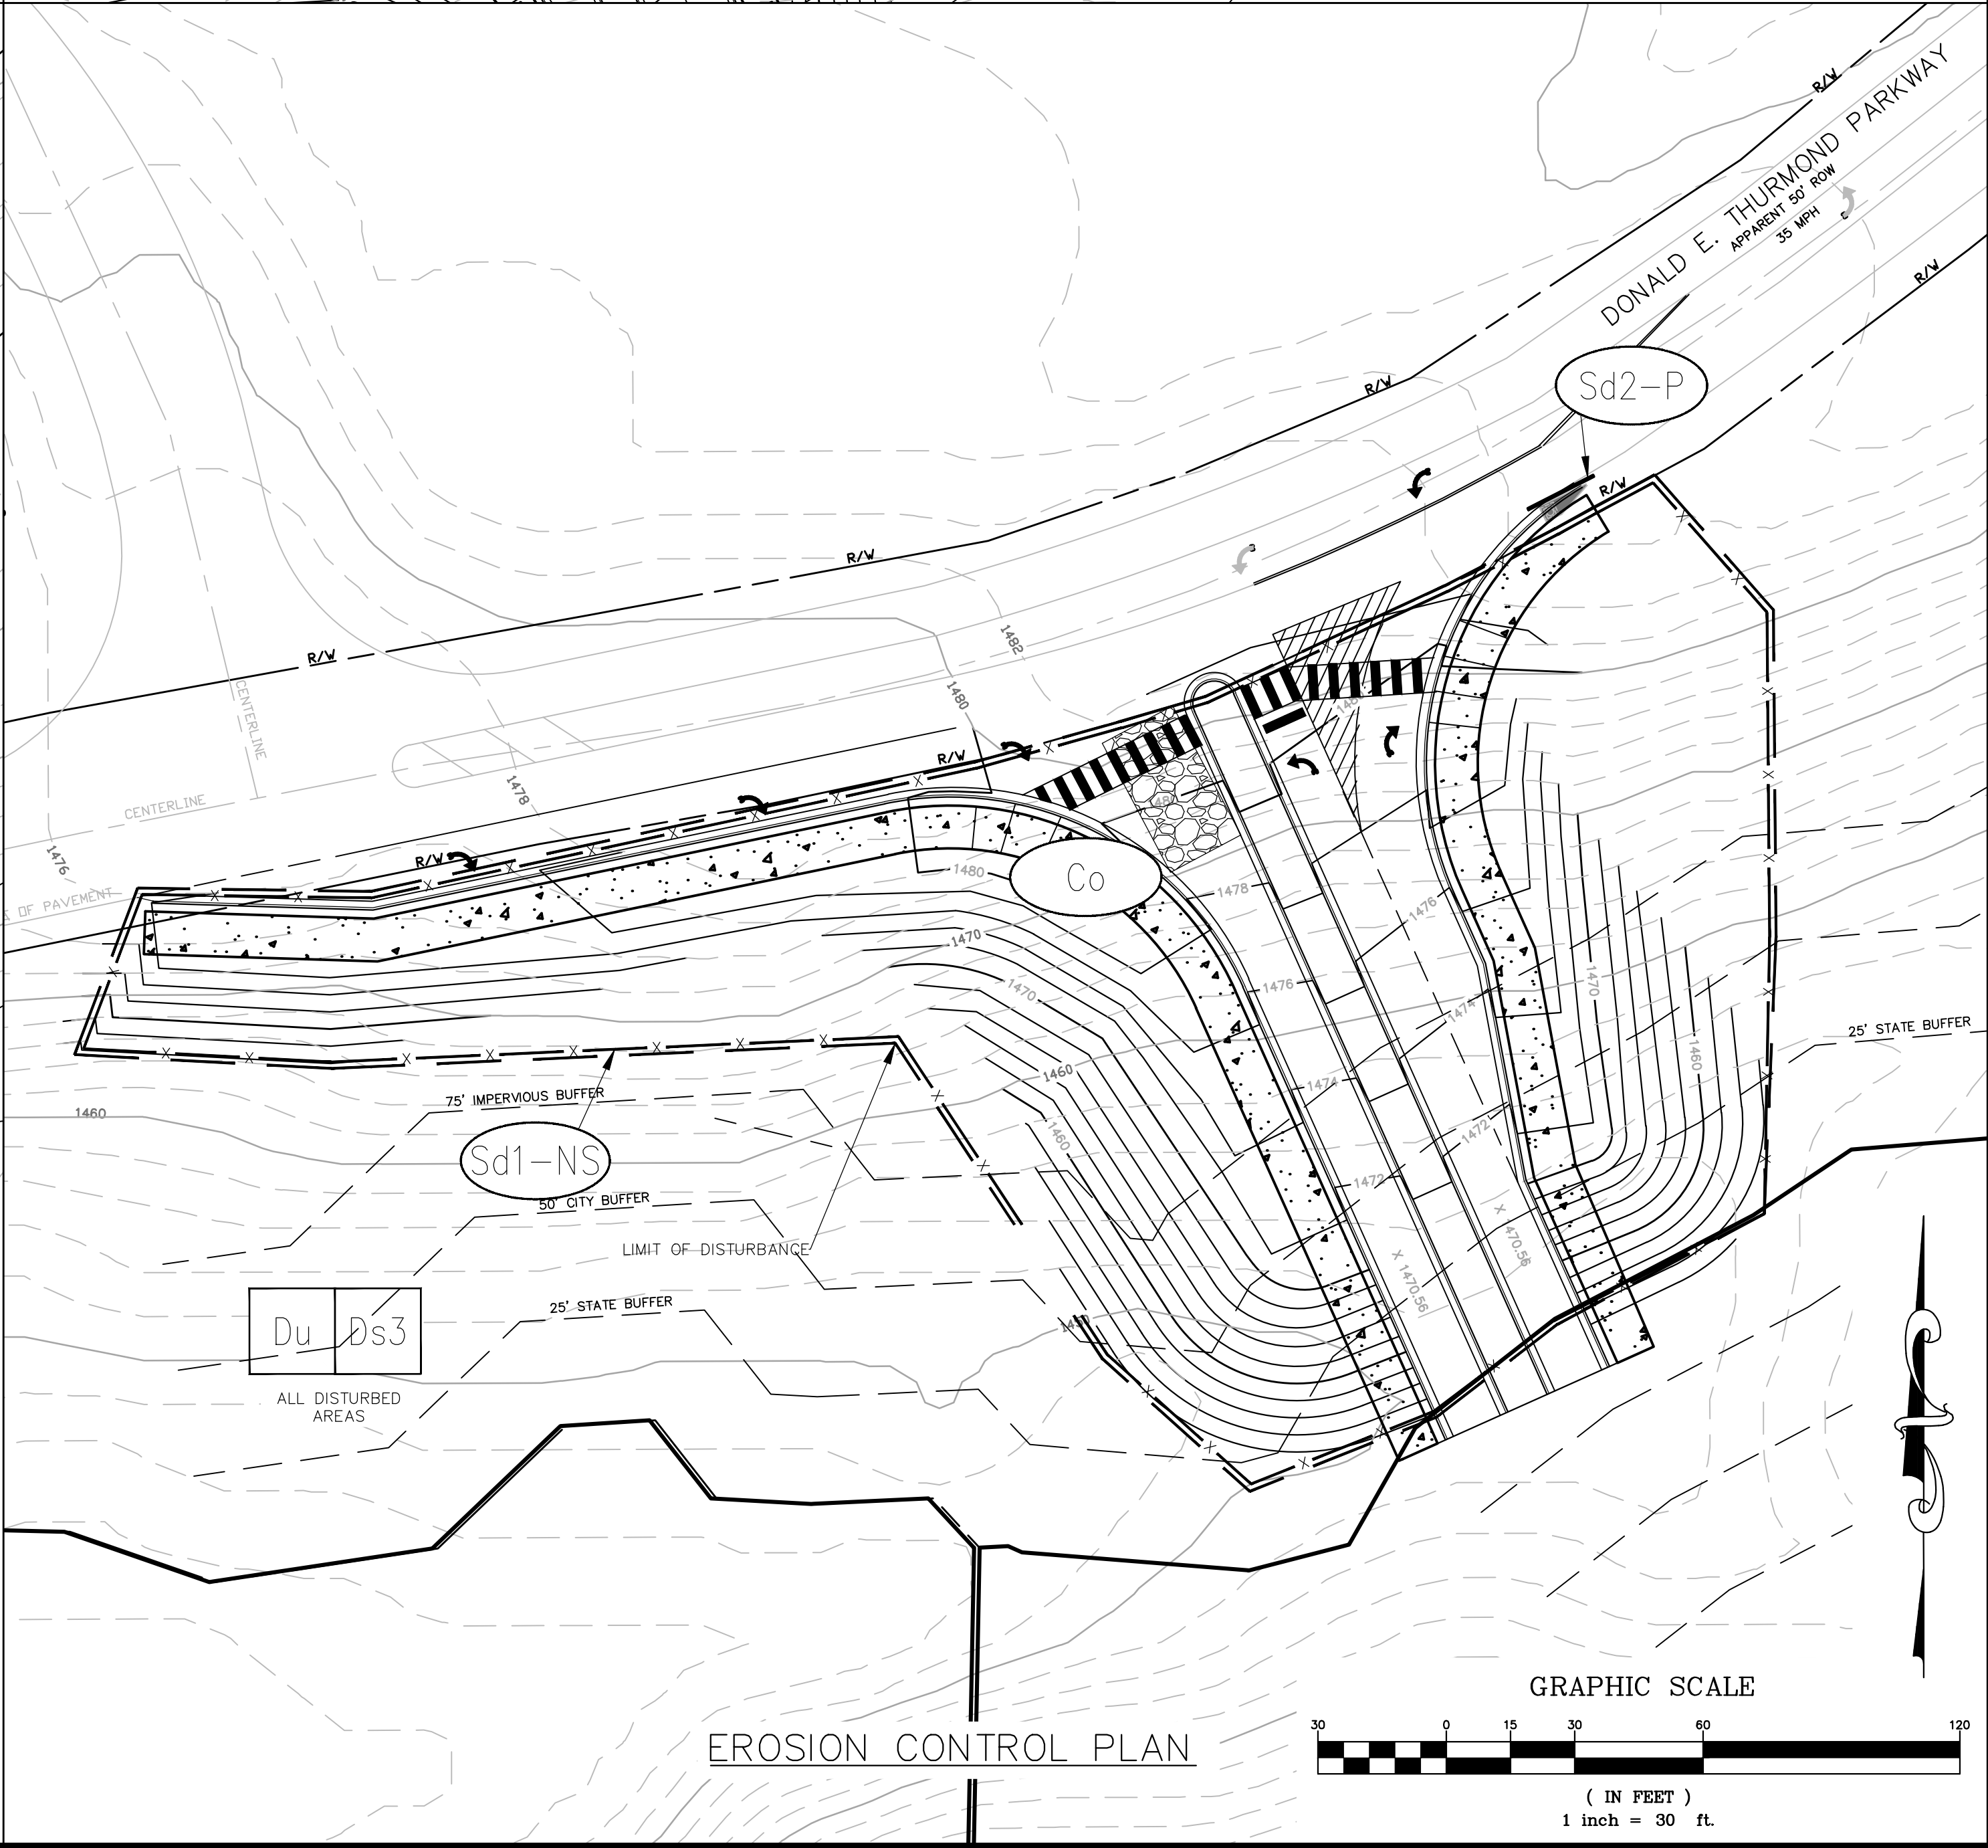 R/W
DONALD E. THURMOND PARKWAY
APPARENT 50' ROW
35 MPH
R/W
R/W
Sd2-P
R/W
R/W
R/W
1482
CENTERLINE
1480
R/W
1478
CENTERLINE
R/W
1476
OF PAVEMENT
1480
Co
1478
1476
1470
1470
1476
1474
1470
1460
1460
1474
1472
1472
1460
1460
25' STATE BUFFER
75' IMPERVIOUS BUFFER
Sd1-NS
50' CITY BUFFER
LIMIT OF DISTURBANCE
X 1470.56
X 470.56
25' STATE BUFFER
1450
Du Ds3
ALL DISTURBED
AREAS
GRAPHIC SCALE
30 0 15 30 60 120
( IN FEET )
1 inch = 30 ft.
EROSION CONTROL PLAN